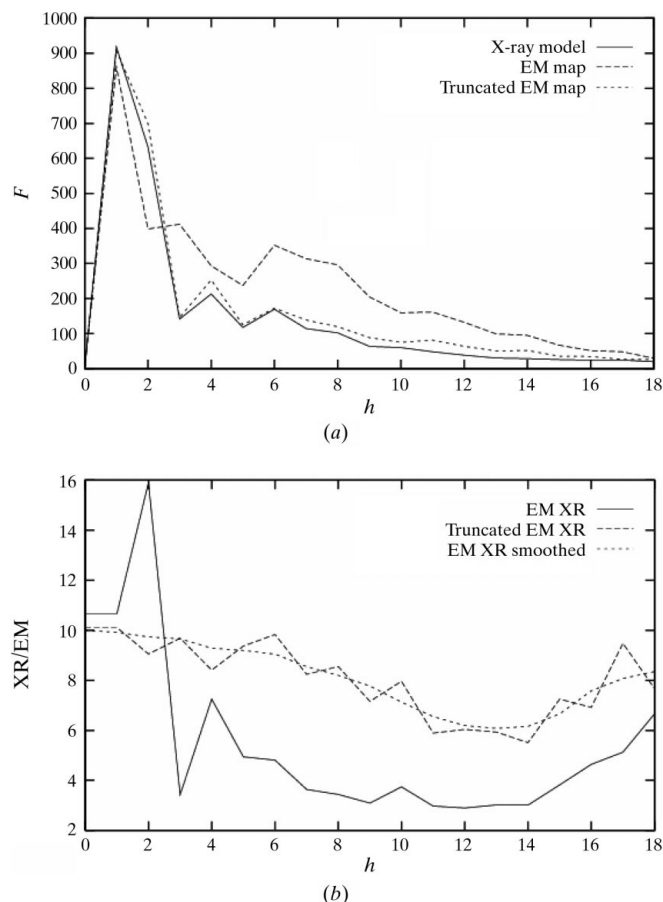 1000
900
800
700
600
500
400
300
200
100
0
F
X-ray model
EM map
Truncated EM map
0 2 4 6 8 10 12 14 16 18
h
(a)
16
14
12
10
8
6
4
2
XR/EM
EM XR
Truncated EM XR
EM XR smoothed
0 2 4 6 8 10 12 14 16 18
h
(b)